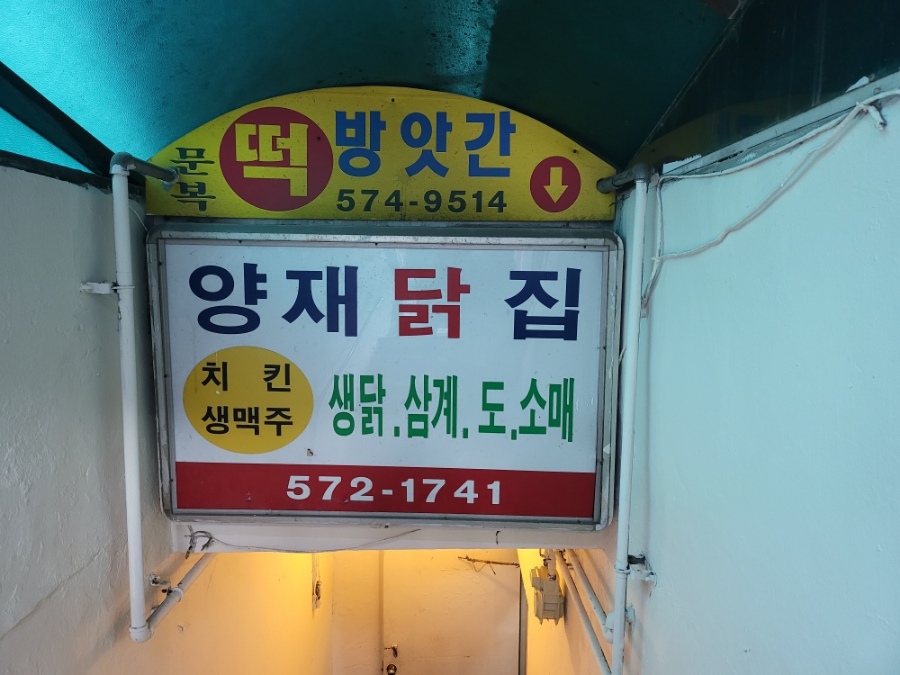 문복 떡 방앗간
574-9514
양재 닭 집
치킨
생맥주
생닭.삼계.도.소매
572-1741